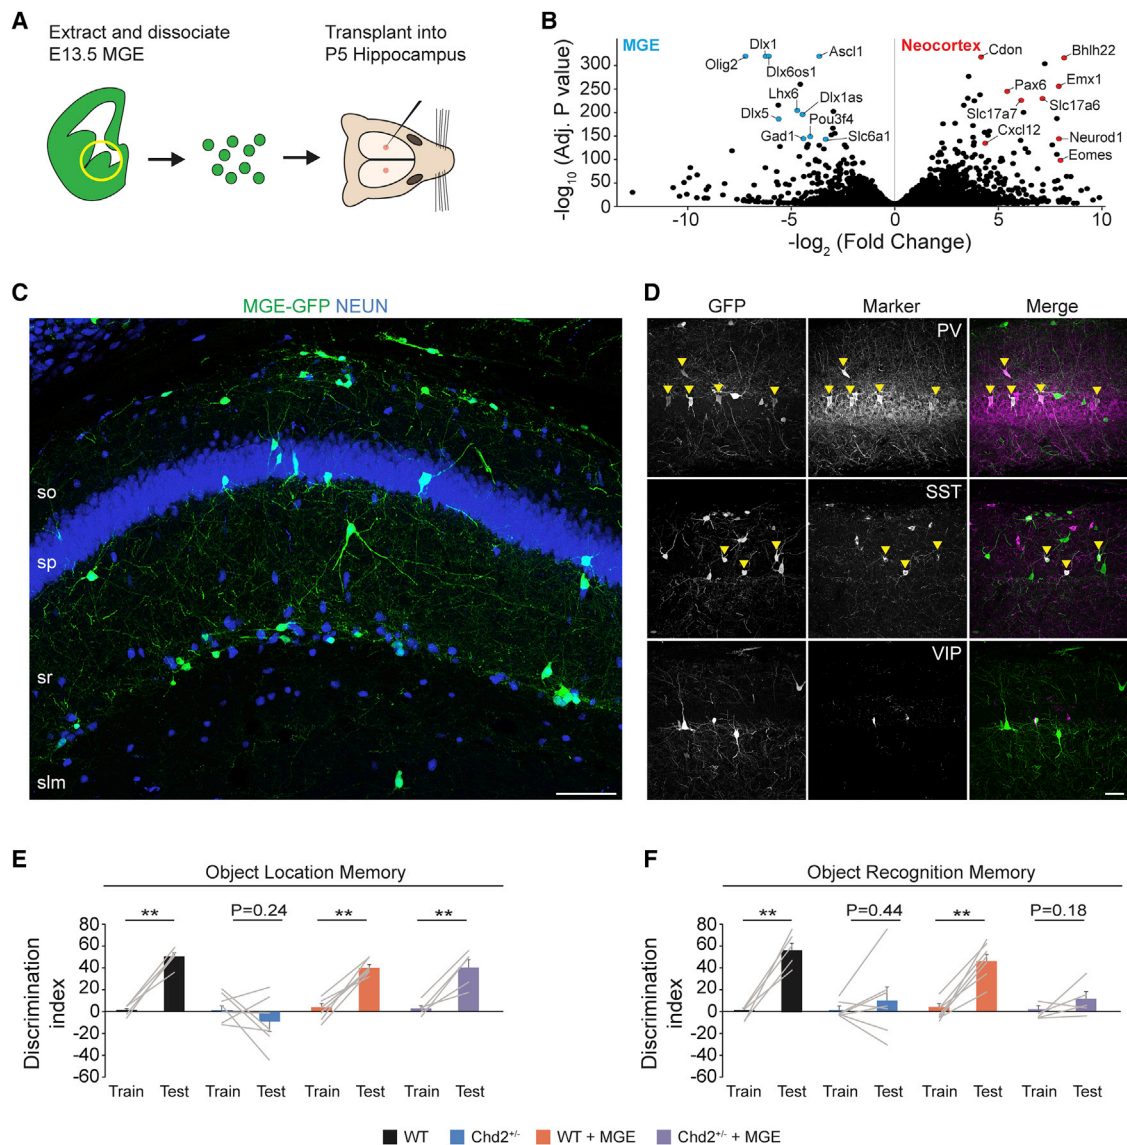 A
Extract and dissociate
E13.5 MGE
Transplant into
P5 Hippocampus
B
MGE
Neocortex
-log10 (Adj. P value)
300
250
200
150
100
50
0
Olig2
Dlx1
Dlx6os1
Ascl1
Lhx6
Dlx1as
Dlx5
Pou3f4
Gad1
Slc6a1
Cdon
Bhlh22
Pax6
Emx1
Slc17a7
Slc17a6
Cxcl12
Neurod1
Eomes
-10
-5
0
5
10
-log2 (Fold Change)
C
MGE-GFP NEUN
so
sp
sr
slm
D
GFP
Marker
Merge
PV
SST
VIP
E
Object Location Memory
** P=0.24 ** **
Discrimination
index
80
60
40
20
0
-20
-40
-60
Train Test Train Test Train Test Train Test
F
Object Recognition Memory
** P=0.44 ** P=0.18
Discrimination
index
80
60
40
20
0
-20
-40
-60
Train Test Train Test Train Test Train Test
WT Chd2+/- WT + MGE Chd2+/- + MGE